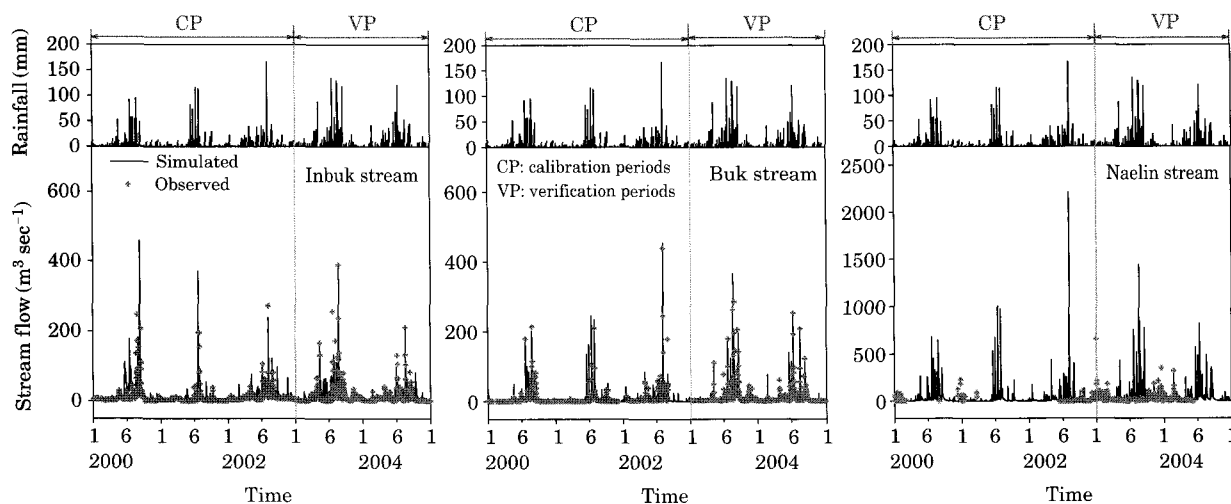 CP VP
CP VP
CP VP
Rainfall (mm)
200
150
100
50
0
200
150
100
50
0
200
150
100
50
0
Simulated
Observed
Inbuk stream
CP: calibration periods
VP: verification periods
Buk stream
Naelin stream
Stream flow (m³ sec⁻¹)
600
400
200
0
600
400
200
0
2500
2000
1500
1000
500
0
1 6 1 6 1 6 1 6 1 6 1
2000 2002 2004
Time
1 6 1 6 1 6 1 6 1 6 1
2000 2002 2004
Time
1 6 1 6 1 6 1 6 1 6 1
2000 2002 2004
Time